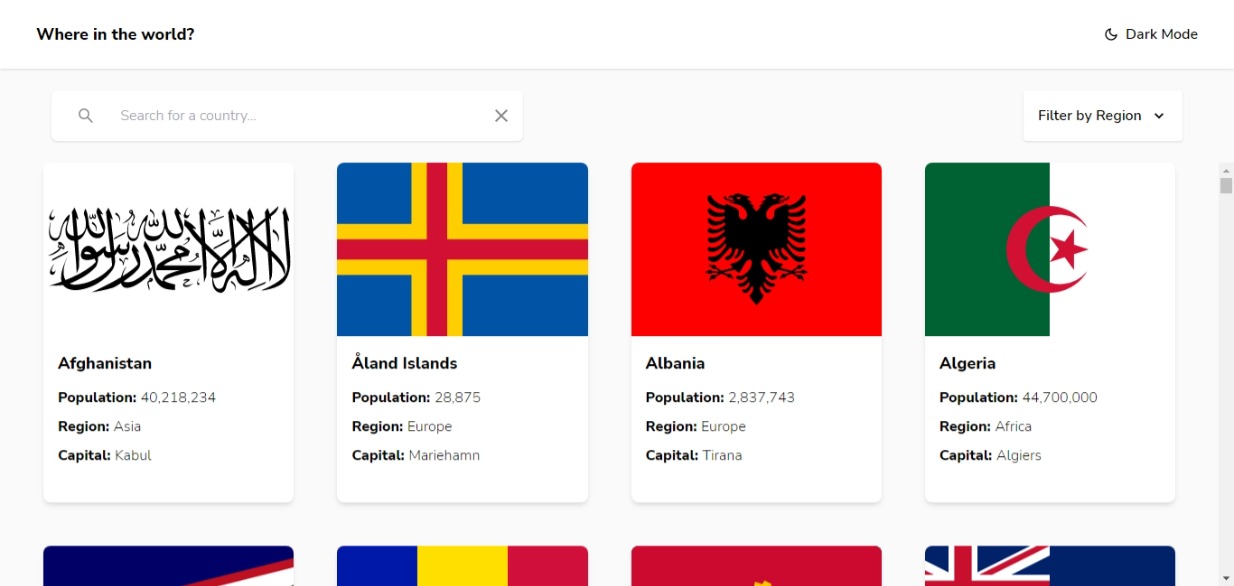 Where in the world?
Dark Mode
Search for a country...
Filter by Region
لا إله إلا الله محمد رسول الله
Afghanistan
Population: 40,218,234
Region: Asia
Capital: Kabul
Åland Islands
Population: 28,875
Region: Europe
Capital: Mariehamn
Albania
Population: 2,837,743
Region: Europe
Capital: Tirana
Algeria
Population: 44,700,000
Region: Africa
Capital: Algiers